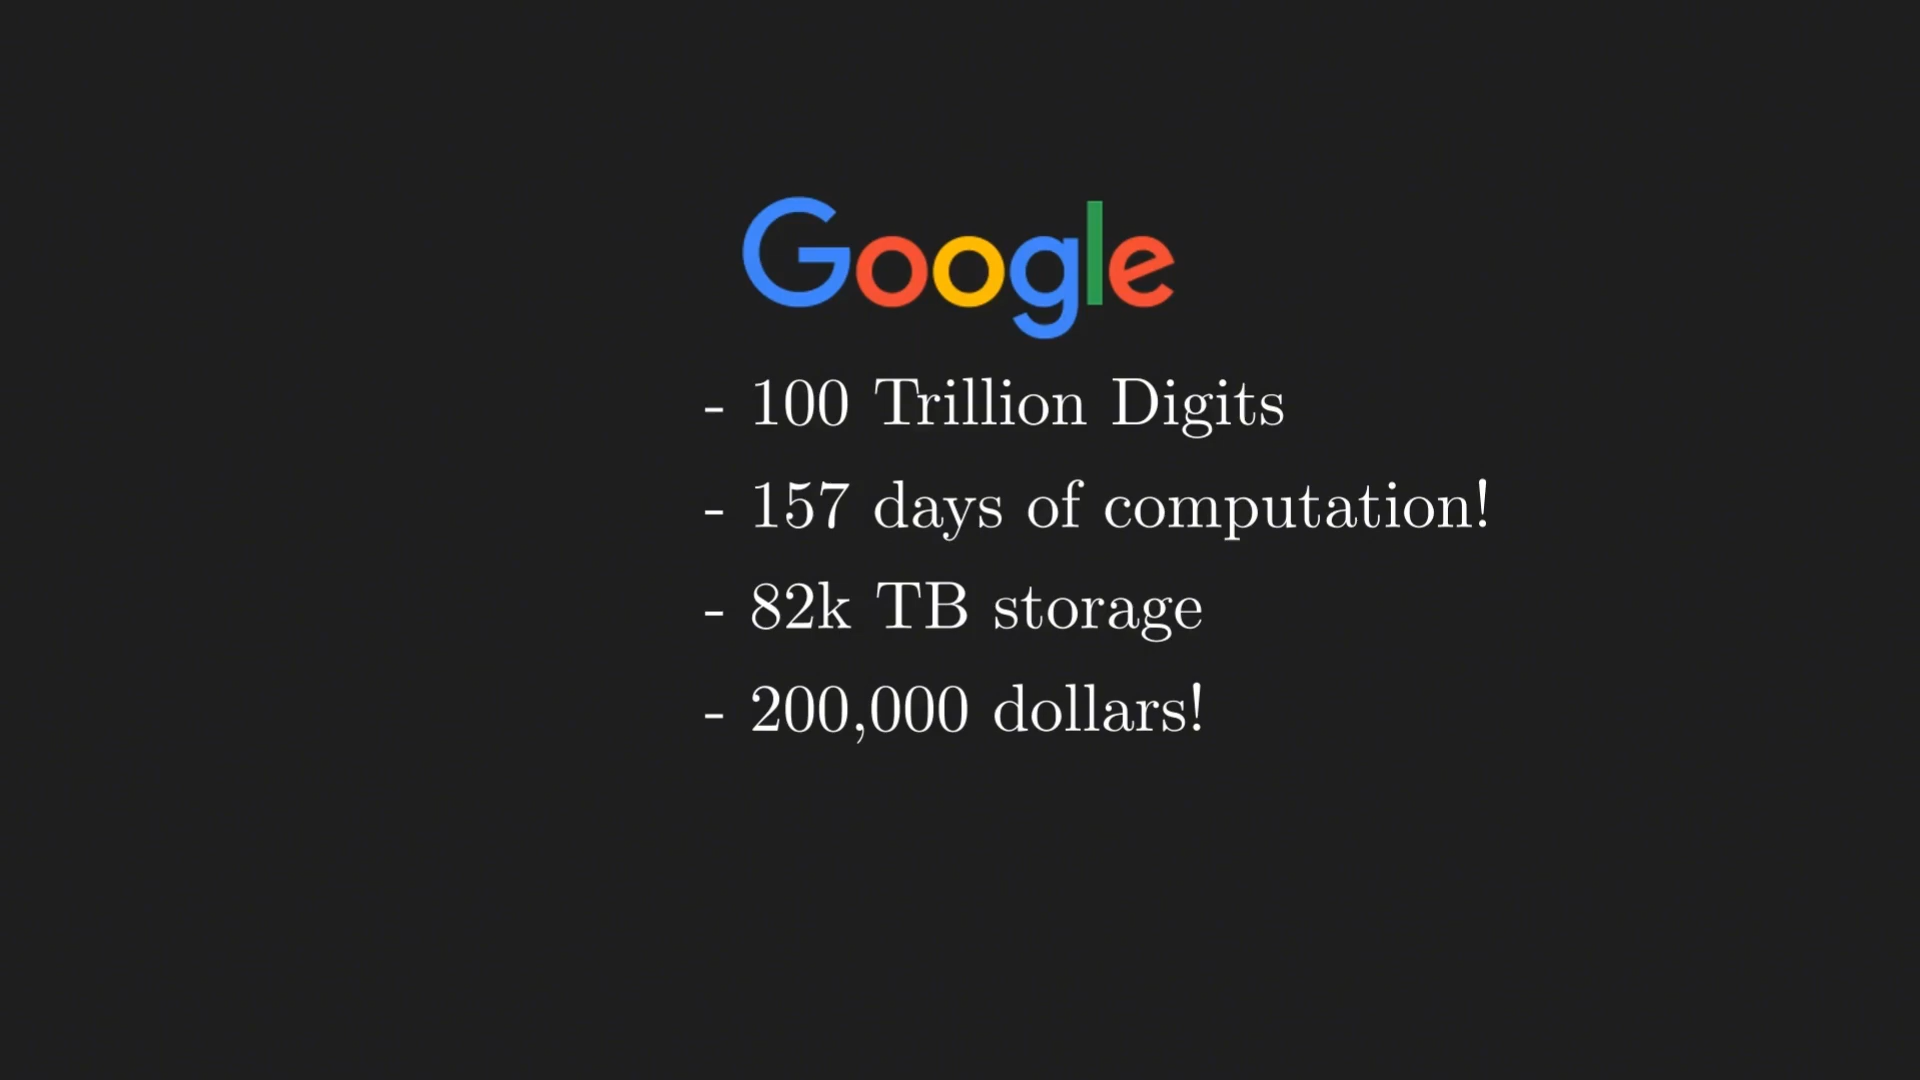 Google
- 100 Trillion Digits
- 157 days of computation!
- 82k TB storage
- 200,000 dollars!